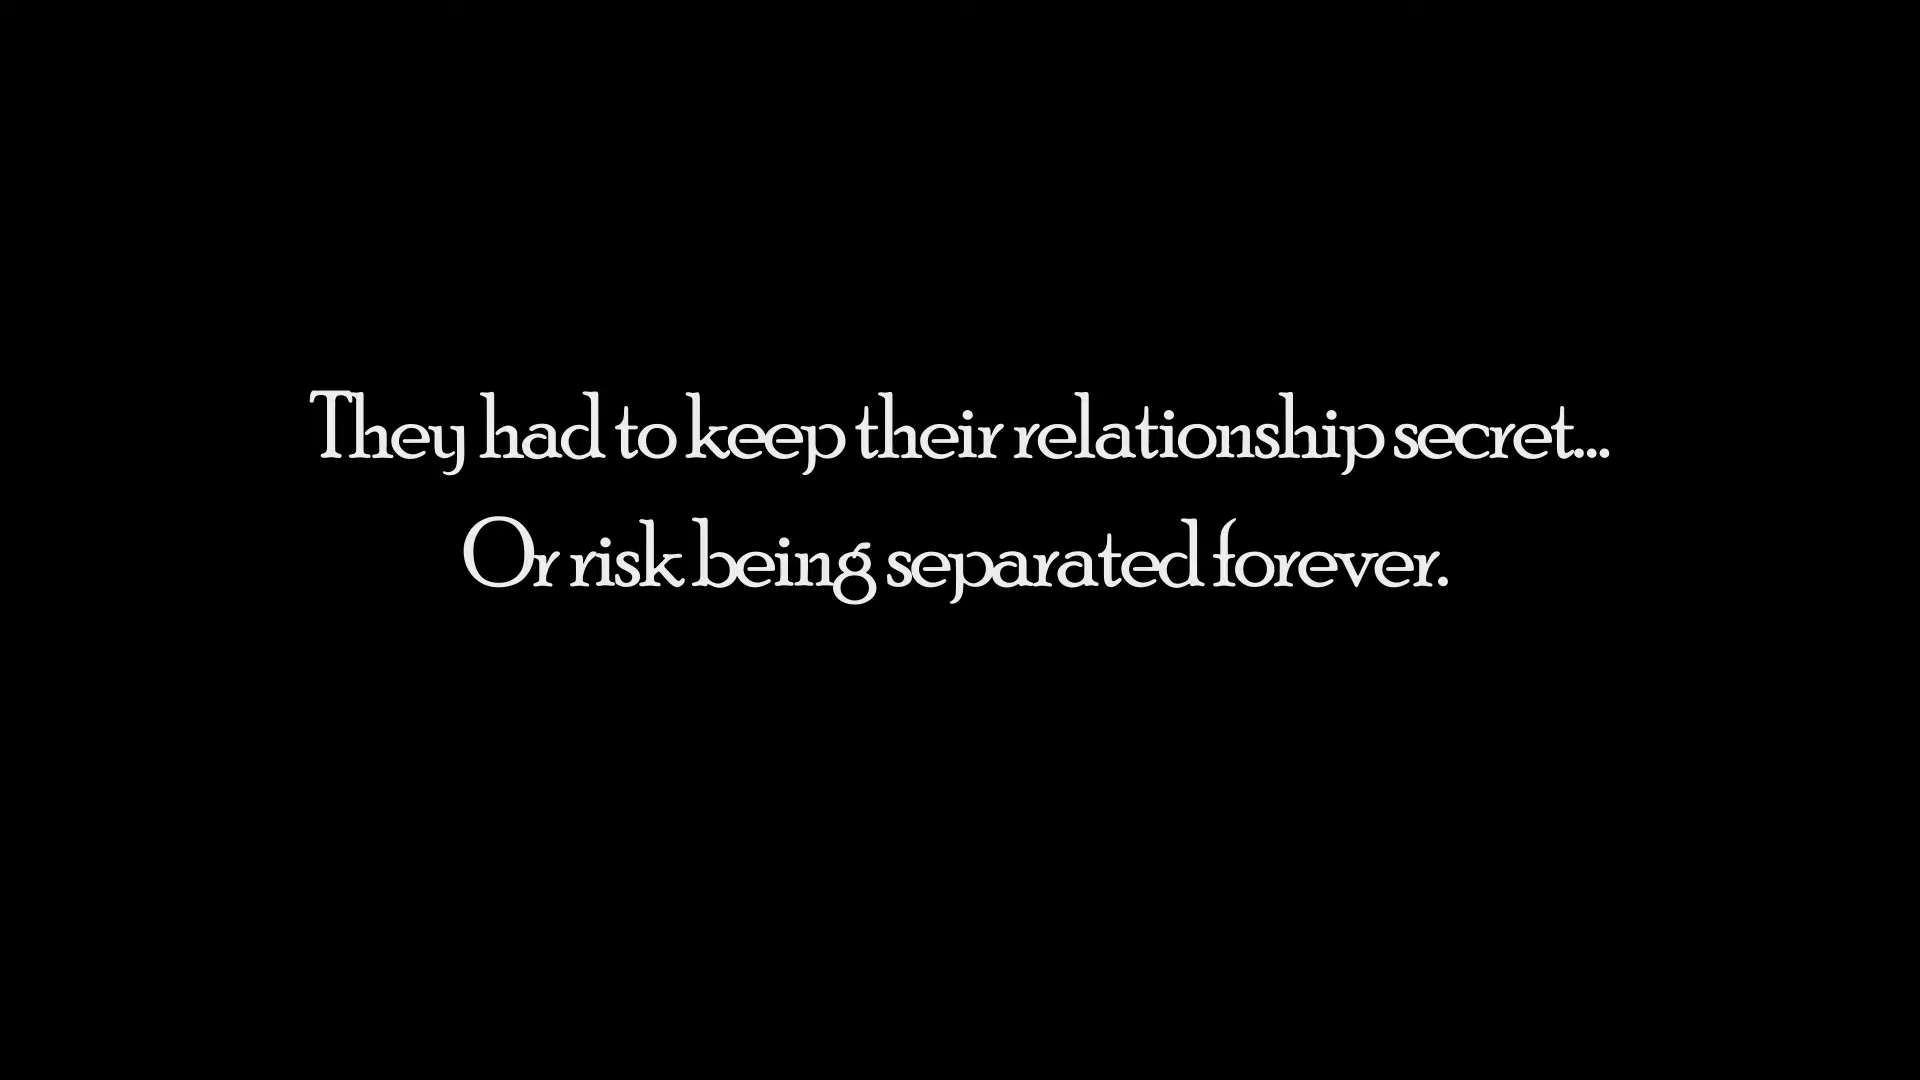 They had to keep their relationship secret...
Or risk being separated forever.